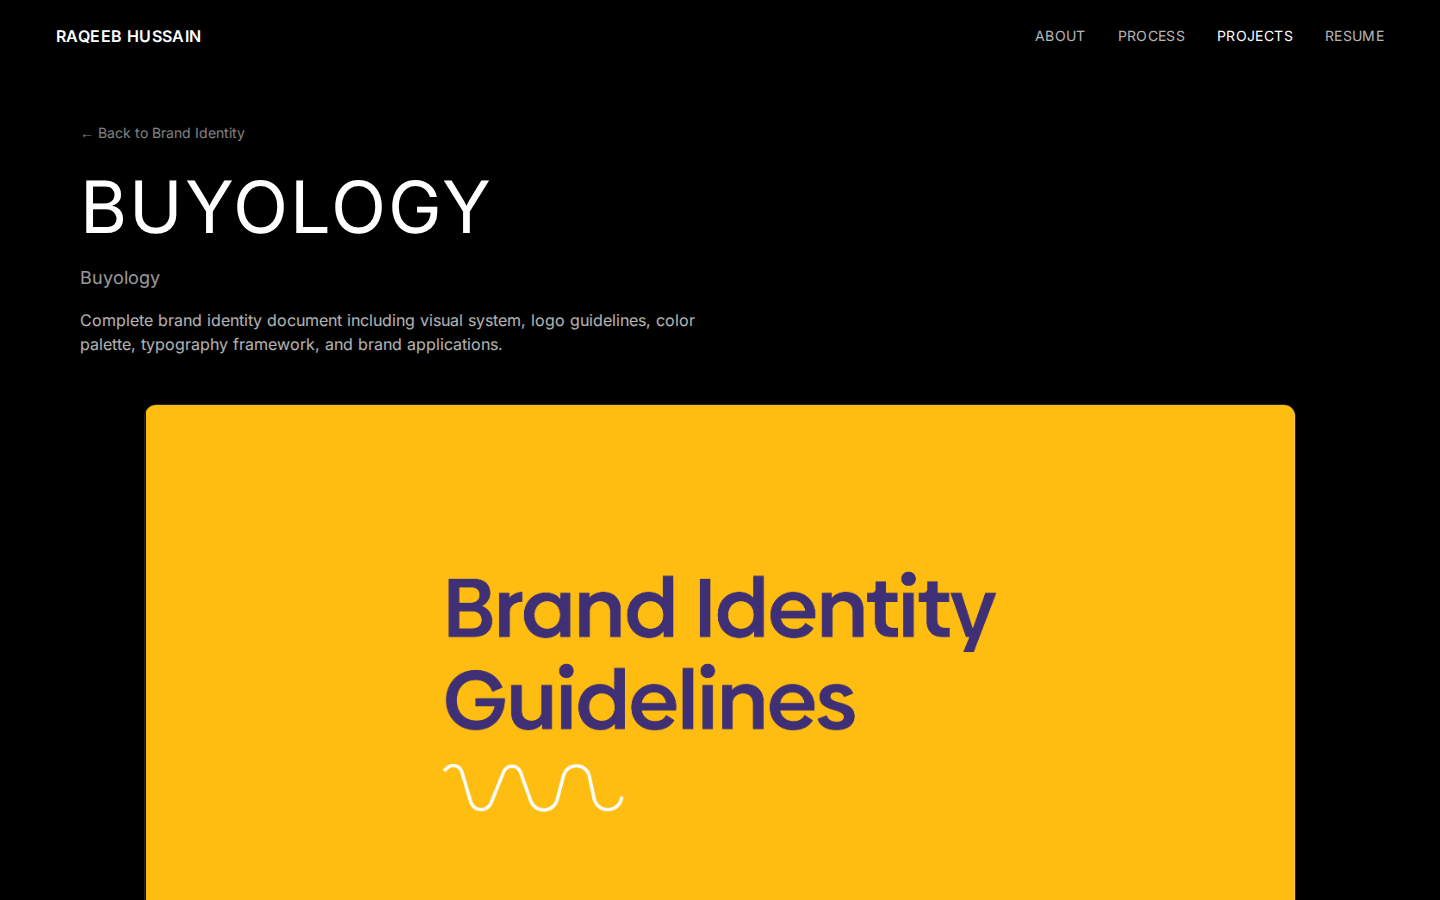 RAQEEB HUSSAIN
ABOUT
PROCESS
PROJECTS
RESUME
← Back to Brand Identity
BUYOLOGY
Buyology
Complete brand identity document including visual system, logo guidelines, color
palette, typography framework, and brand applications.
Brand Identity
Guidelines